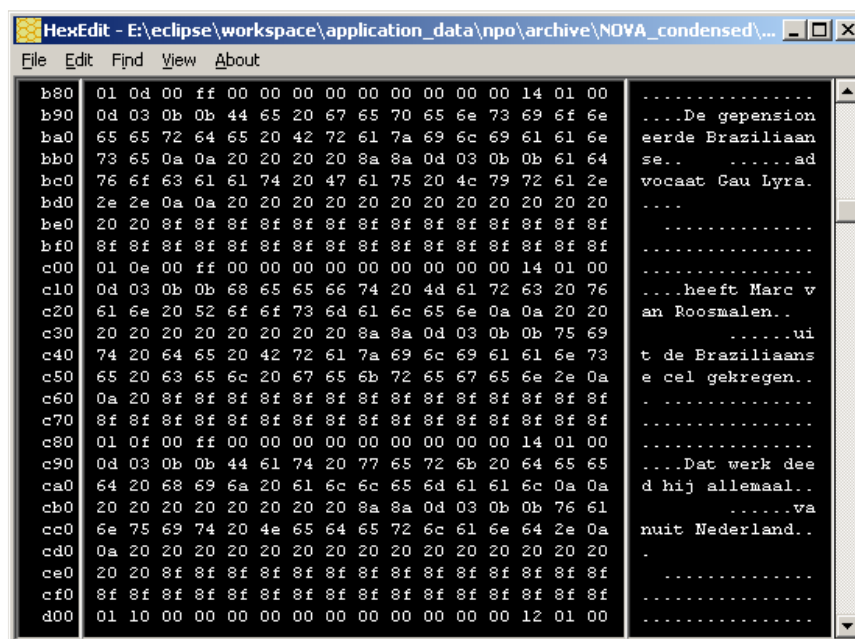 HexEdit - E:\eclipse\workspace\application_data\npo\archive\NOVA_condensed\...
File Edit Find View About
b80 01 0d 00 ff 00 00 00 00 00 00 00 00 00 14 01 00 ................
b90 0d 03 0b 0b 44 65 20 67 65 70 65 6e 73 69 6f 6e ....De gepension
ba0 65 65 72 64 65 20 42 72 61 7a 69 6c 69 61 61 6e eerde Braziliaan
bb0 73 65 0a 0a 20 20 20 20 8a 8a 0d 03 0b 0b 61 64 se..    ......ad
bc0 76 6f 63 61 61 74 20 47 61 75 20 4c 79 72 61 2e vocaat Gau Lyra.
bd0 2e 2e 0a 0a 20 20 20 20 20 20 20 20 20 20 20 20 ....
be0 20 20 8f 8f 8f 8f 8f 8f 8f 8f 8f 8f 8f 8f 8f 8f   ..............
bf0 8f 8f 8f 8f 8f 8f 8f 8f 8f 8f 8f 8f 8f 8f 8f 8f ................
c00 01 0e 00 ff 00 00 00 00 00 00 00 00 00 14 01 00 ................
c10 0d 03 0b 0b 68 65 65 66 74 20 4d 61 72 63 20 76 ....heeft Marc v
c20 61 6e 20 52 6f 6f 73 6d 61 6c 65 6e 0a 0a 20 20 an Roosmalen..
c30 20 20 20 20 20 20 20 20 8a 8a 0d 03 0b 0b 75 69         ......ui
c40 74 20 64 65 20 42 72 61 7a 69 6c 69 61 61 6e 73 t de Braziliaans
c50 65 20 63 65 6c 20 67 65 6b 72 65 67 65 6e 2e 0a e cel gekregen..
c60 0a 20 8f 8f 8f 8f 8f 8f 8f 8f 8f 8f 8f 8f 8f 8f . ..............
c70 8f 8f 8f 8f 8f 8f 8f 8f 8f 8f 8f 8f 8f 8f 8f 8f ................
c80 01 0f 00 ff 00 00 00 00 00 00 00 00 00 14 01 00 ................
c90 0d 03 0b 0b 44 61 74 20 77 65 72 6b 20 64 65 65 ....Dat werk dee
ca0 64 20 68 69 6a 20 61 6c 6c 65 6d 61 61 6c 0a 0a d hij allemaal..
cb0 20 20 20 20 20 20 20 20 8a 8a 0d 03 0b 0b 76 61         ......va
cc0 6e 75 69 74 20 4e 65 64 65 72 6c 61 6e 64 2e 0a nuit Nederland..
cd0 0a 20 20 20 20 20 20 20 20 20 20 20 20 20 20 20 .
ce0 20 20 8f 8f 8f 8f 8f 8f 8f 8f 8f 8f 8f 8f 8f 8f   ..............
cf0 8f 8f 8f 8f 8f 8f 8f 8f 8f 8f 8f 8f 8f 8f 8f 8f ................
d00 01 10 00 00 00 00 00 00 00 00 00 00 00 12 01 00 ................